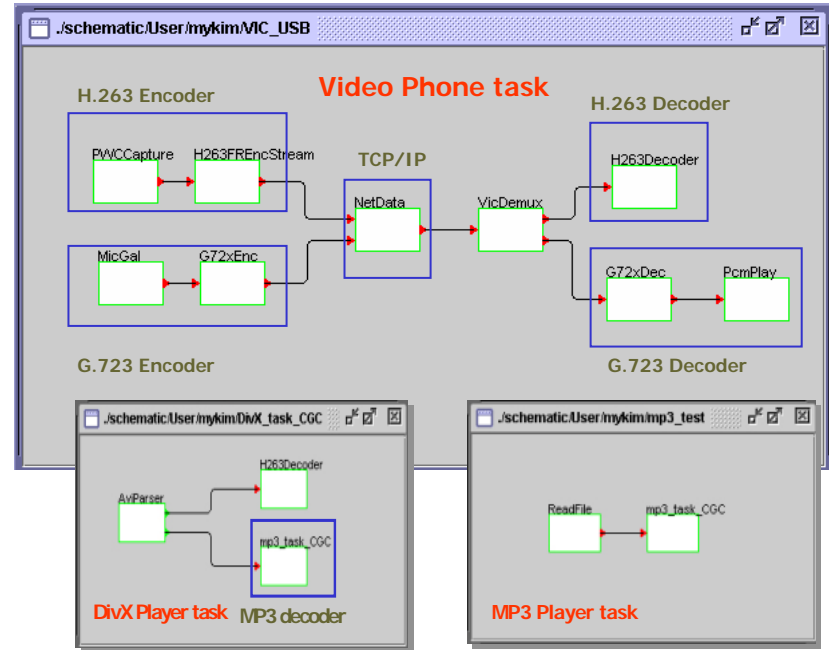 ./schematic/User/mykim/VIC_USB
Video Phone task
H.263 Encoder
H.263 Decoder
PWCCapture
H263FREncStream
TCP/IP
H263Decoder
NetData
VicDemux
MicGal
G72xEnc
G72xDec
PcmPlay
G.723 Encoder
G.723 Decoder
./schematic/User/mykim/DivX_task_CGC
H263Decoder
AviParser
mp3_task_CGC
DivX Player task
MP3 decoder
./schematic/User/mykim/mp3_test
ReadFile
mp3_task_CGC
MP3 Player task